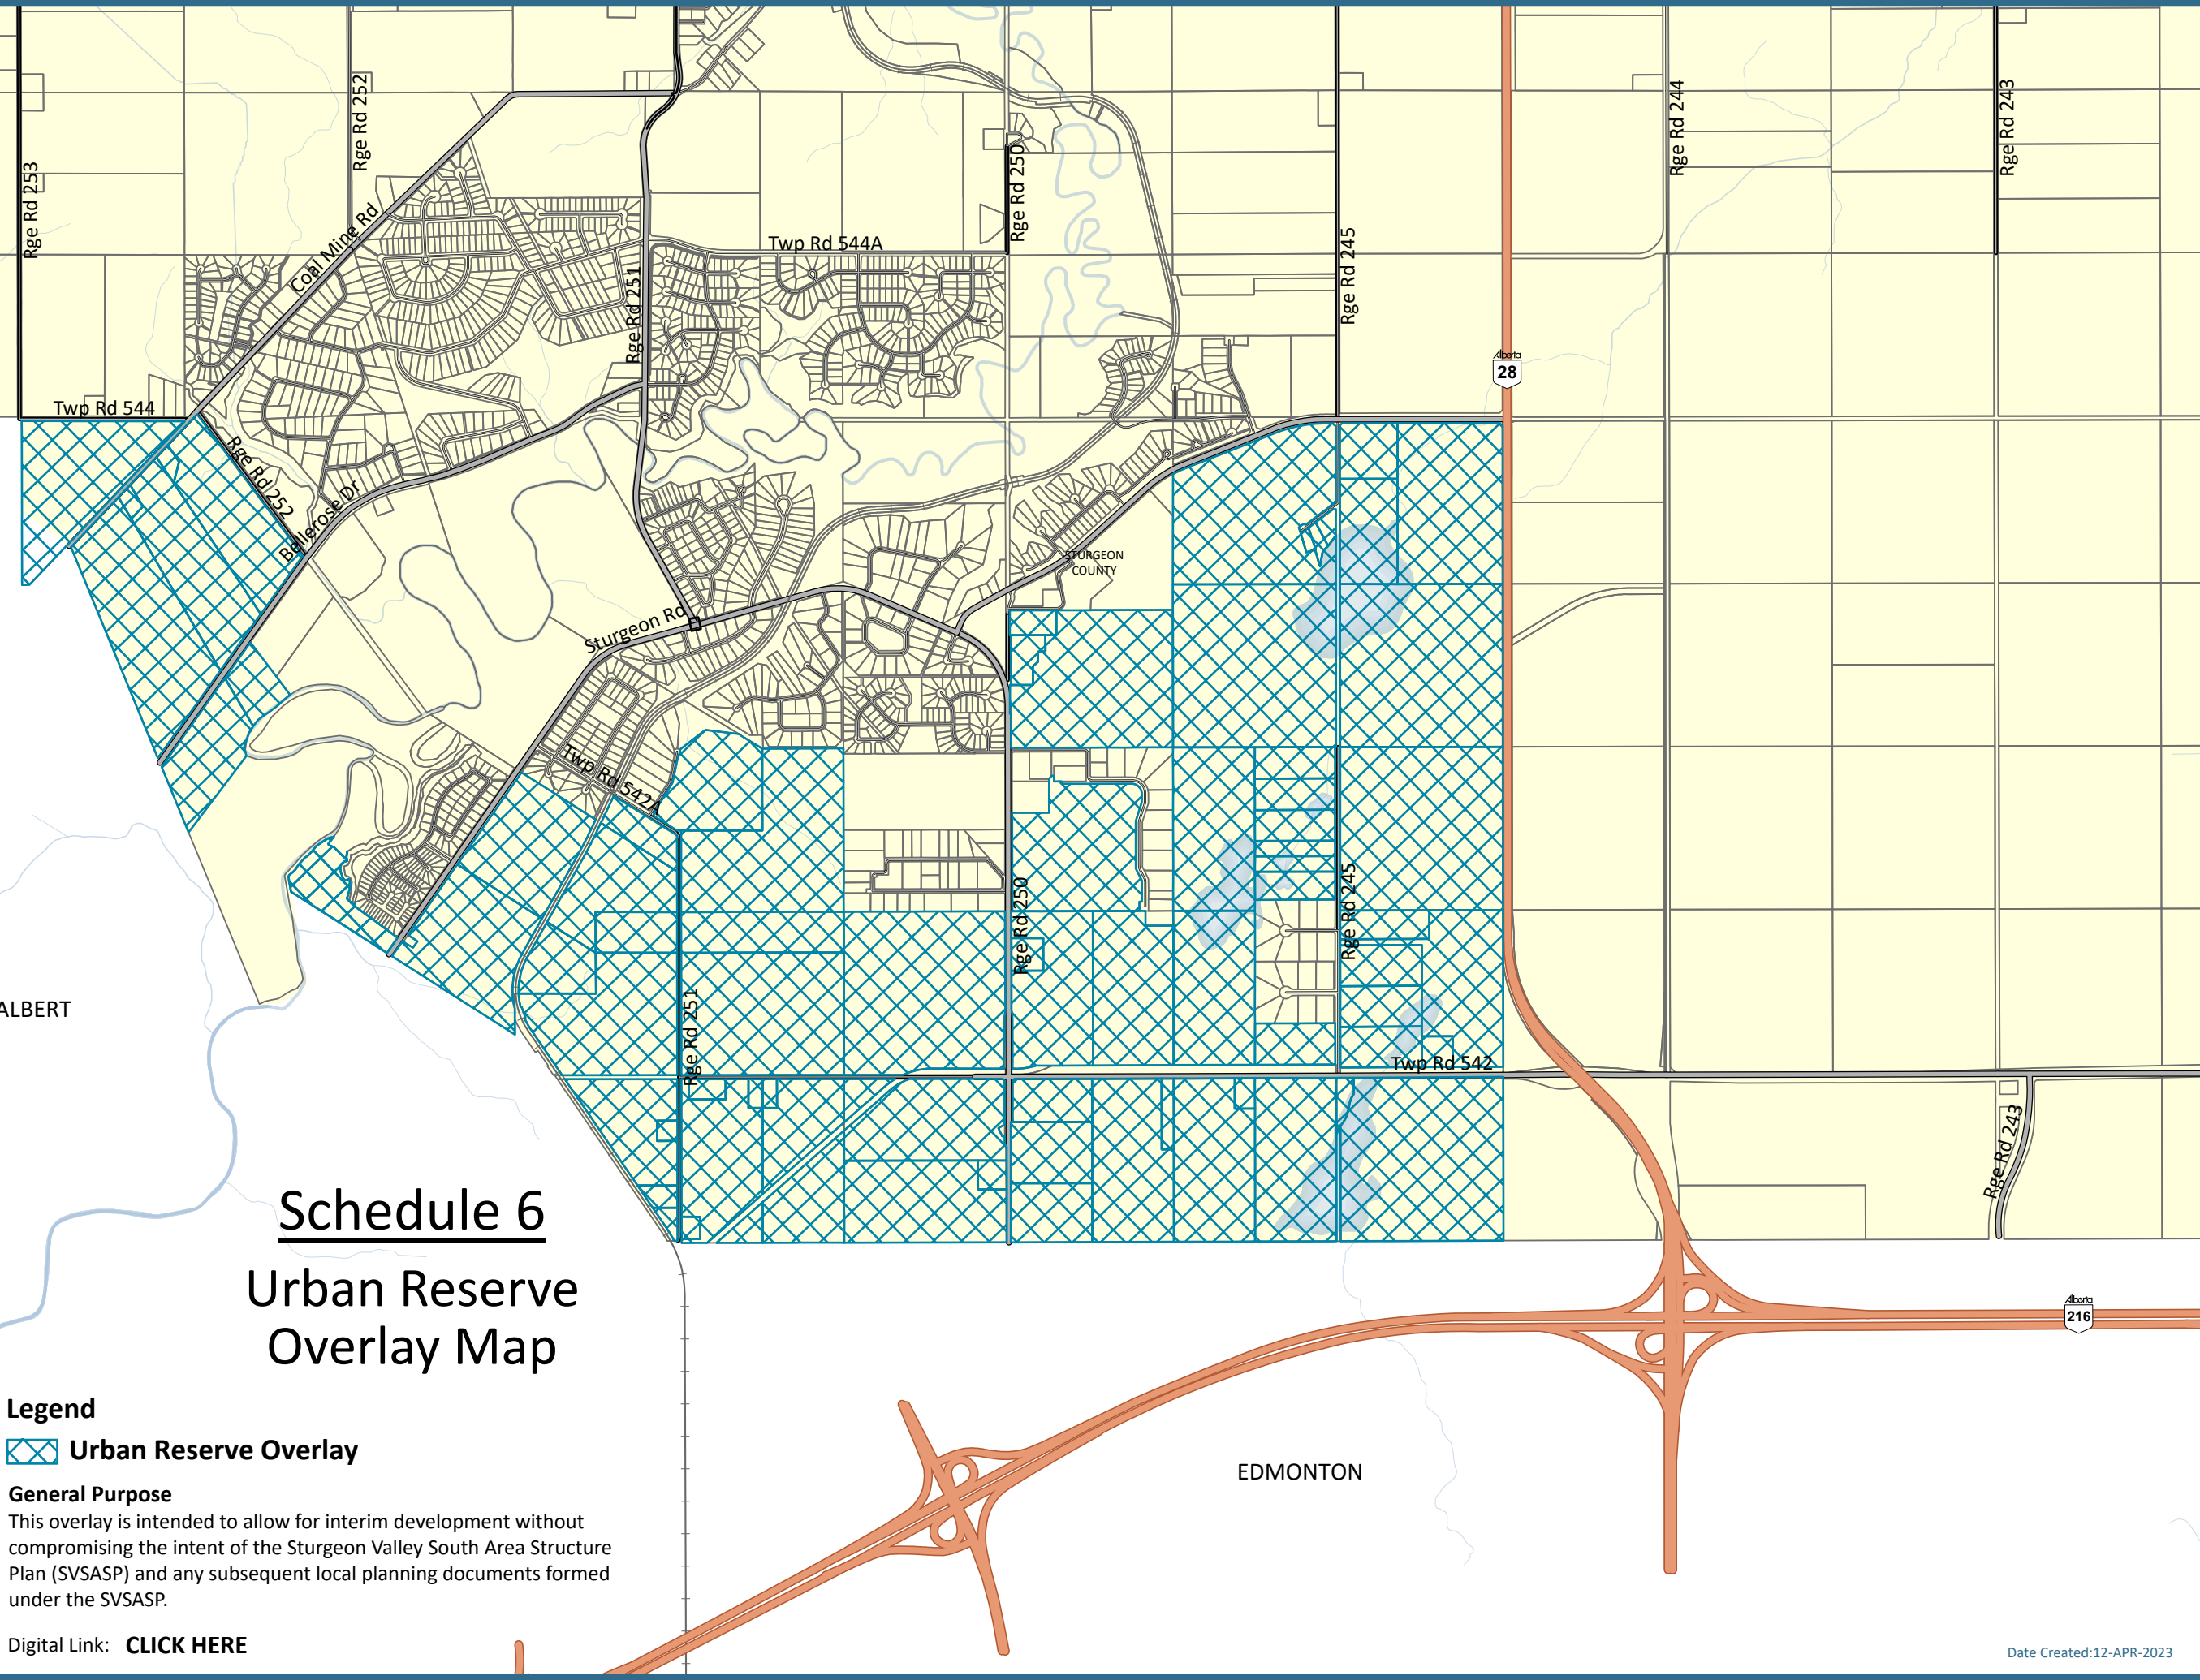 Rge Rd 253
Rge Rd 252
Rge Rd 250
Rge Rd 244
Rge Rd 243
Coal Mine Rd
Twp Rd 544A
Rge Rd 251
Rge Rd 245
Alberta
28
Twp Rd 544
Rge Rd 252
Bellerose Dr
STURGEON
COUNTY
Sturgeon Rd
Twp Rd 542A
Rge Rd 250
Rge Rd 245
ALBERT
Rge Rd 251
Twp Rd 542
Rge Rd 243
Schedule 6
Urban Reserve
Overlay Map
Alberta
216
Legend
Urban Reserve Overlay
EDMONTON
General Purpose
This overlay is intended to allow for interim development without
compromising the intent of the Sturgeon Valley South Area Structure
Plan (SVSASP) and any subsequent local planning documents formed
under the SVSASP.
Digital Link: CLICK HERE
Date Created:12-APR-2023